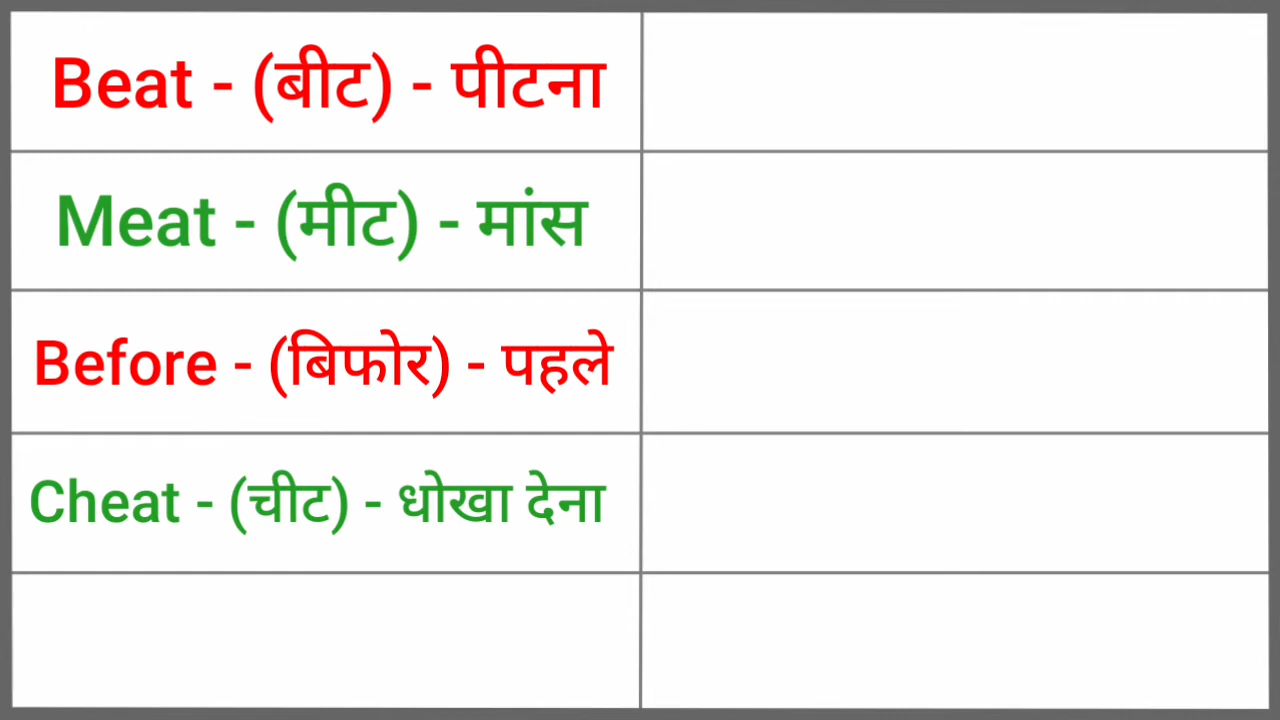 Beat - (बीट) - पीटना
Meat - (मीट) - मांस
Before - (बिफोर) - पहले
Cheat - (चीट) - धोखा देना